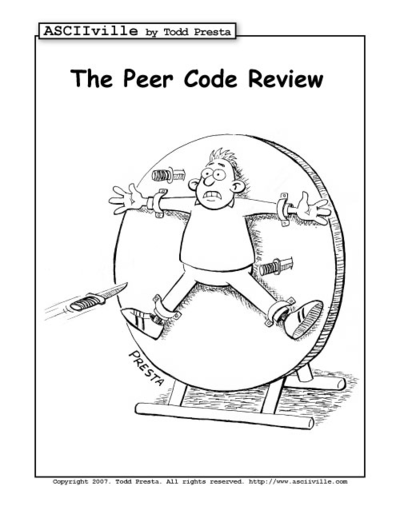 ASCIIville by Todd Presta
The Peer Code Review
PRESTA
Copyright 2007. Todd Presta. All rights reserved. http://www.asciiville.com